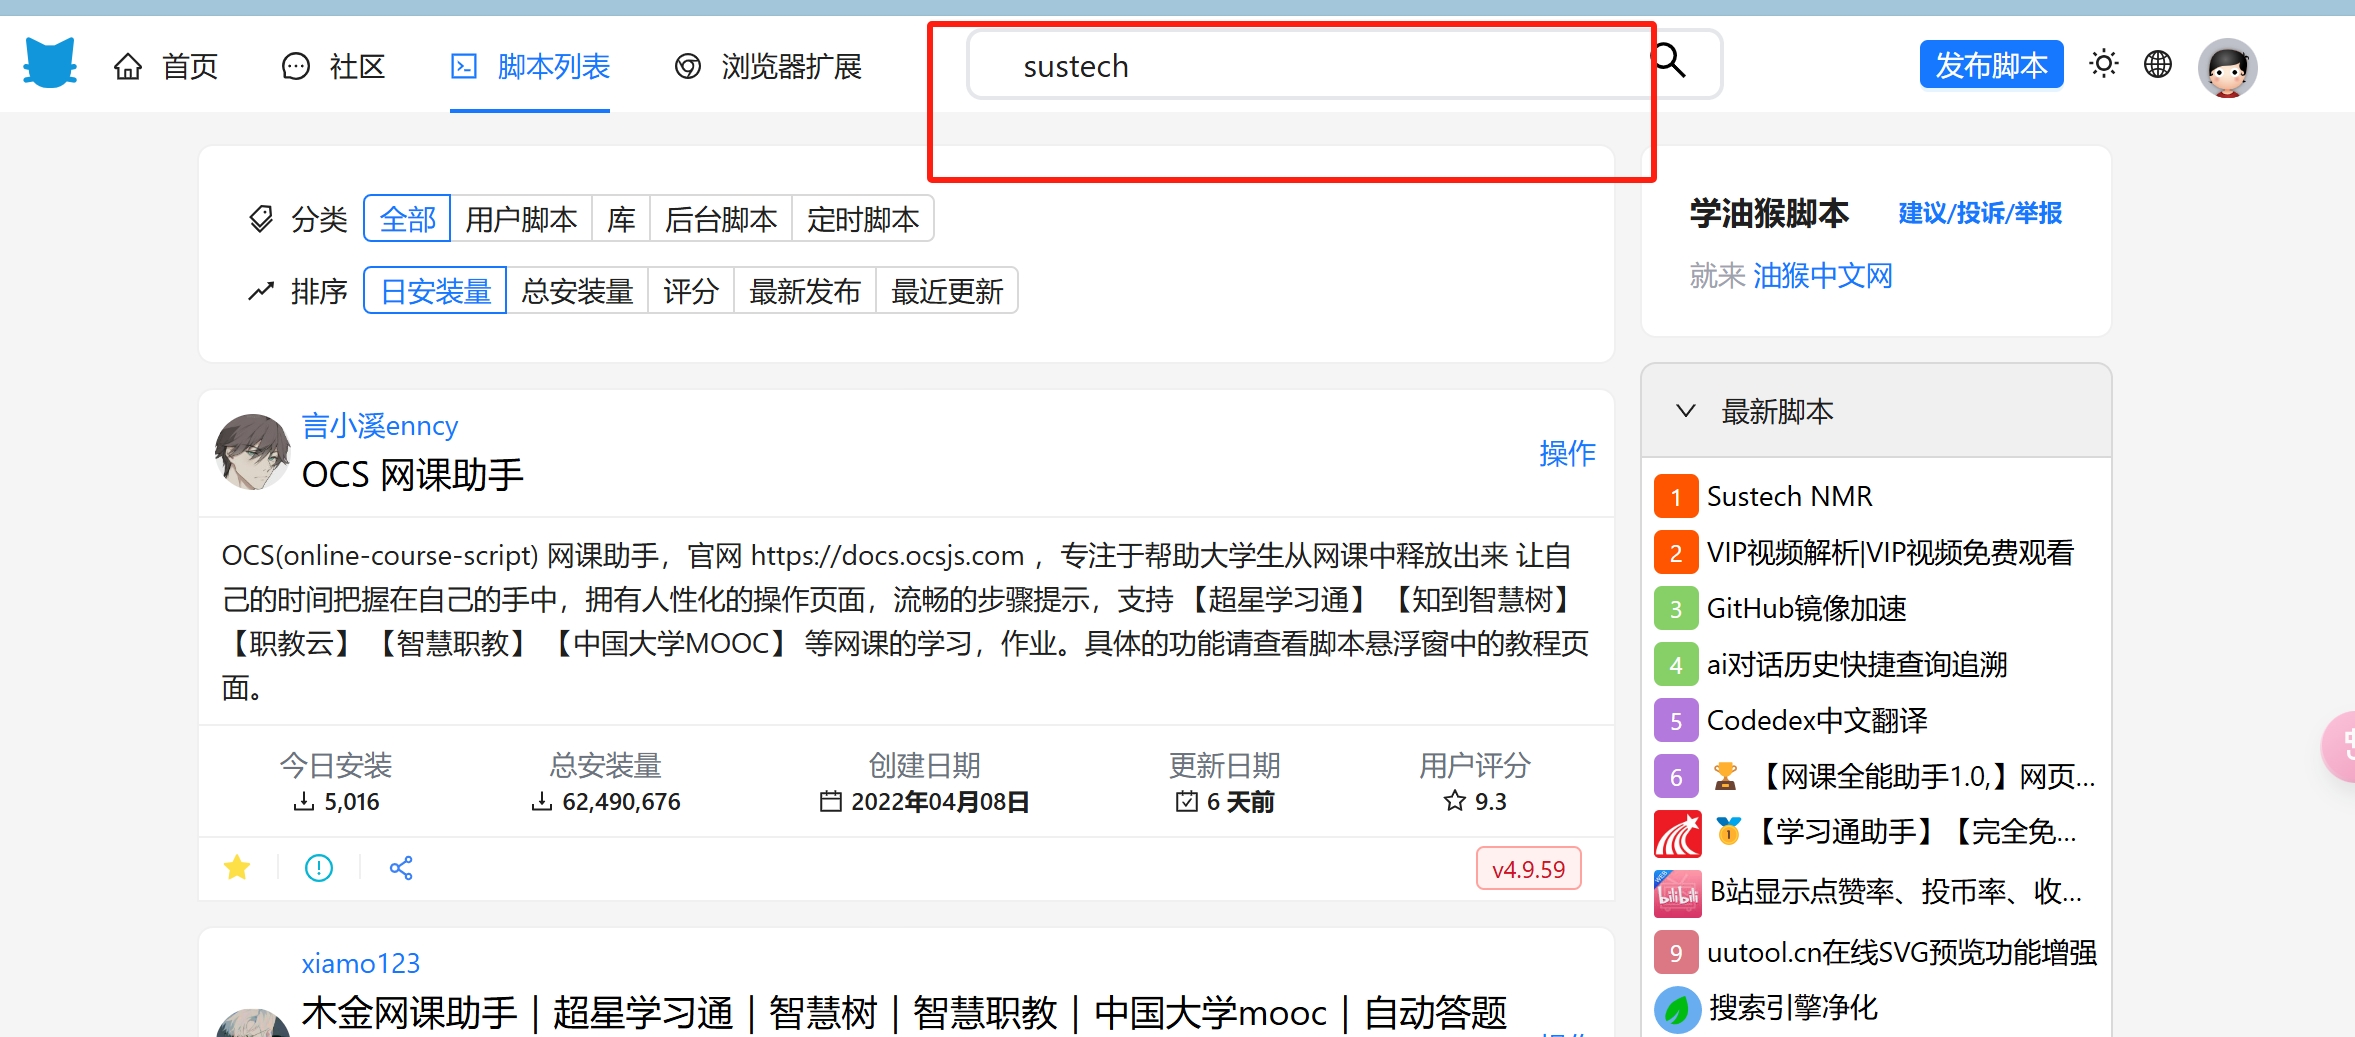 首页 社区 脚本列表 浏览器扩展 sustech 发布脚本
分类 全部 用户脚本 库 后台脚本 定时脚本
排序 日安装量 总安装量 评分 最新发布 最近更新
言小溪enncy
OCS 网课助手
操作
OCS(online-course-script) 网课助手，官网 https://docs.ocsjs.com ，专注于帮助大学生从网课中释放出来 让自
己的时间把握在自己的手中，拥有人性化的操作页面，流畅的步骤提示，支持 【超星学习通】 【知到智慧树】
【职教云】 【智慧职教】 【中国大学MOOC】 等网课的学习，作业。具体的功能请查看脚本悬浮窗中的教程页
面。
今日安装 总安装量 创建日期 更新日期 用户评分
5,016 62,490,676 2022年04月08日 6 天前 9.3
v4.9.59
xiamo123
木金网课助手｜超星学习通｜智慧树｜智慧职教｜中国大学mooc｜自动答题
学油猴脚本 建议/投诉/举报
就来 油猴中文网
最新脚本
1 Sustech NMR
2 VIP视频解析|VIP视频免费观看
3 GitHub镜像加速
4 ai对话历史快捷查询追溯
5 Codedex中文翻译
6 【网课全能助手1.0,】网页...
【学习通助手】【完全免...
B站显示点赞率、投币率、收...
9 uutool.cn在线SVG预览功能增强
搜索引擎净化